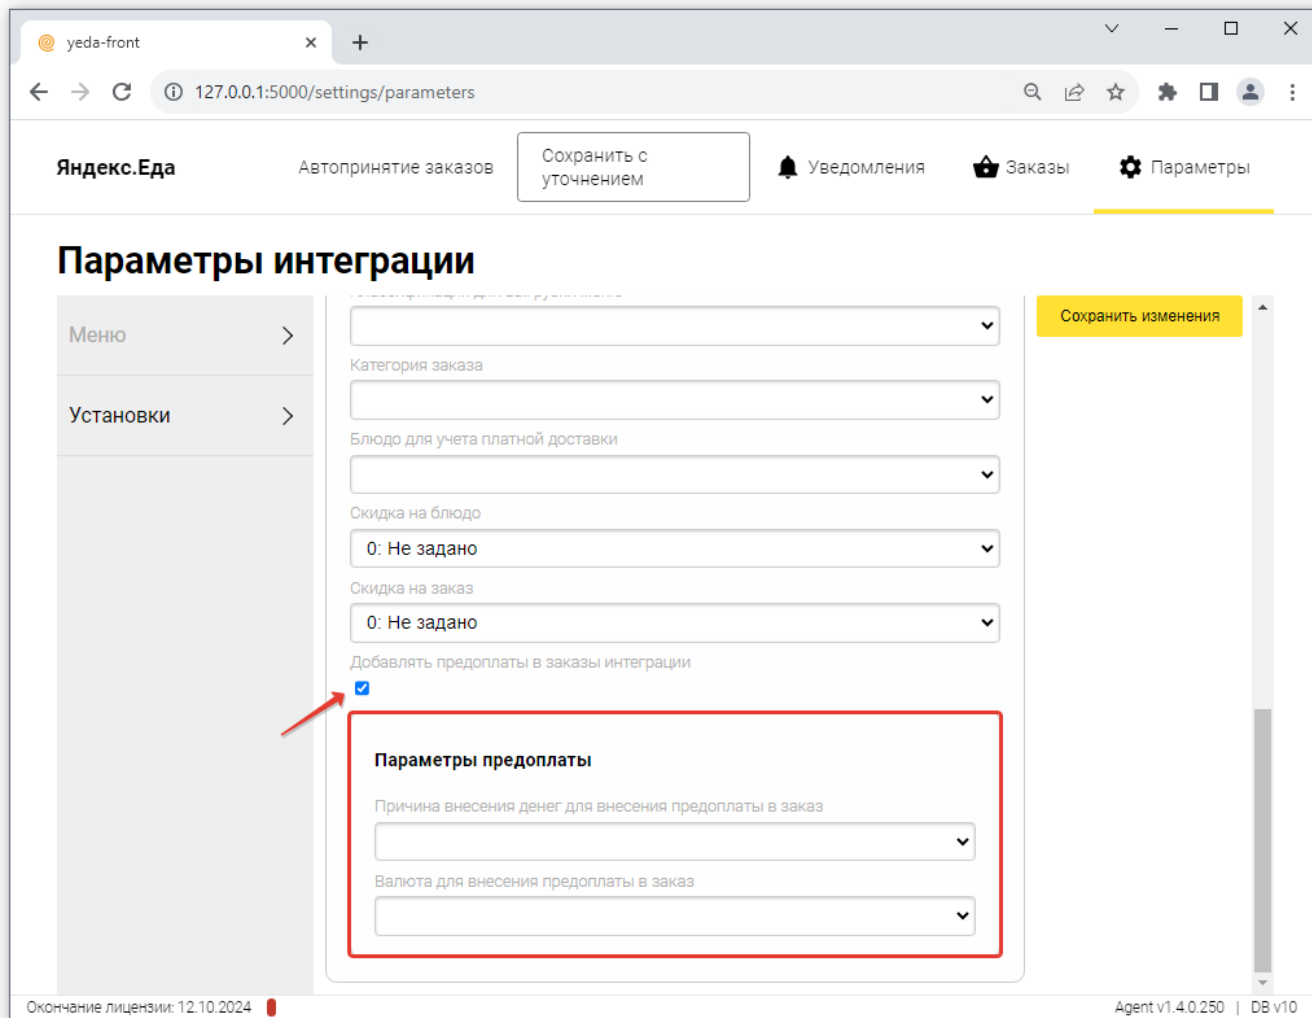 yeda-front
127.0.0.1:5000/settings/parameters
Яндекс.Еда
Автопринятие заказов
Сохранить с
уточнением
Уведомления
Заказы
Параметры
Параметры интеграции
Меню
Установки
Сохранить изменения
Категория заказа
Блюдо для учета платной доставки
Скидка на блюдо
0: Не задано
Скидка на заказ
0: Не задано
Добавлять предоплаты в заказы интеграции
Параметры предоплаты
Причина внесения денег для внесения предоплаты в заказ
Валюта для внесения предоплаты в заказ
Окончание лицензии: 12.10.2024
Agent v1.4.0.250 | DB v10